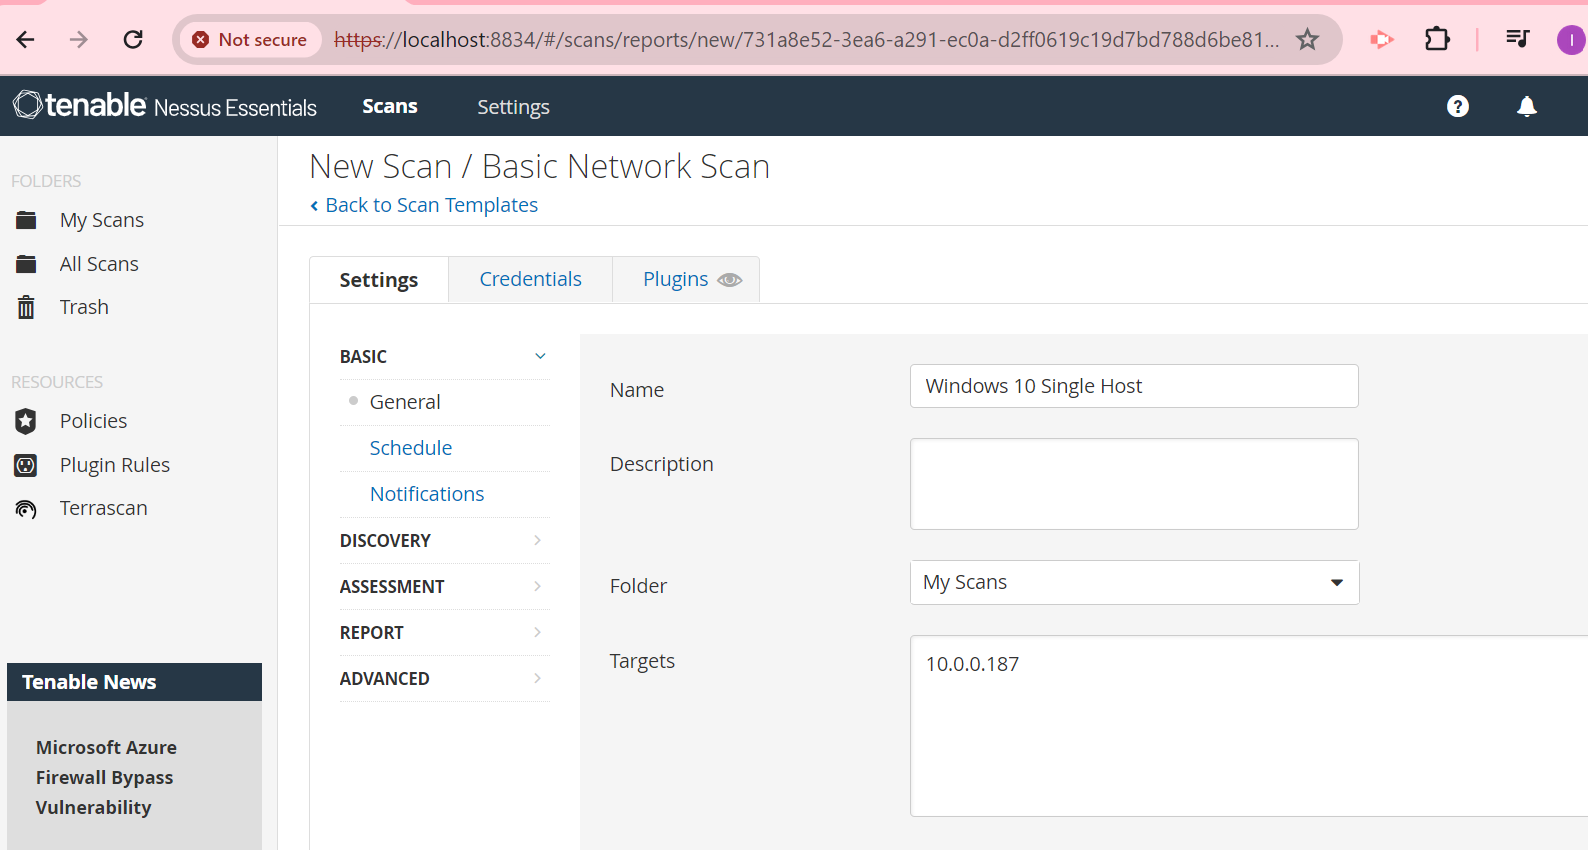 Not secure https://localhost:8834/#/scans/reports/new/731a8e52-3ea6-a291-ec0a-d2ff0619c19d7bd788d6be81... I
tenable Nessus Essentials Scans Settings ?
New Scan / Basic Network Scan
Back to Scan Templates
FOLDERS
My Scans
All Scans
Trash
RESOURCES
Policies
Plugin Rules
Terrascan
Tenable News
Microsoft Azure
Firewall Bypass
Vulnerability
Settings Credentials Plugins
BASIC
General
Schedule
Notifications
DISCOVERY
ASSESSMENT
REPORT
ADVANCED
Name Windows 10 Single Host
Description
Folder My Scans
Targets 10.0.0.187